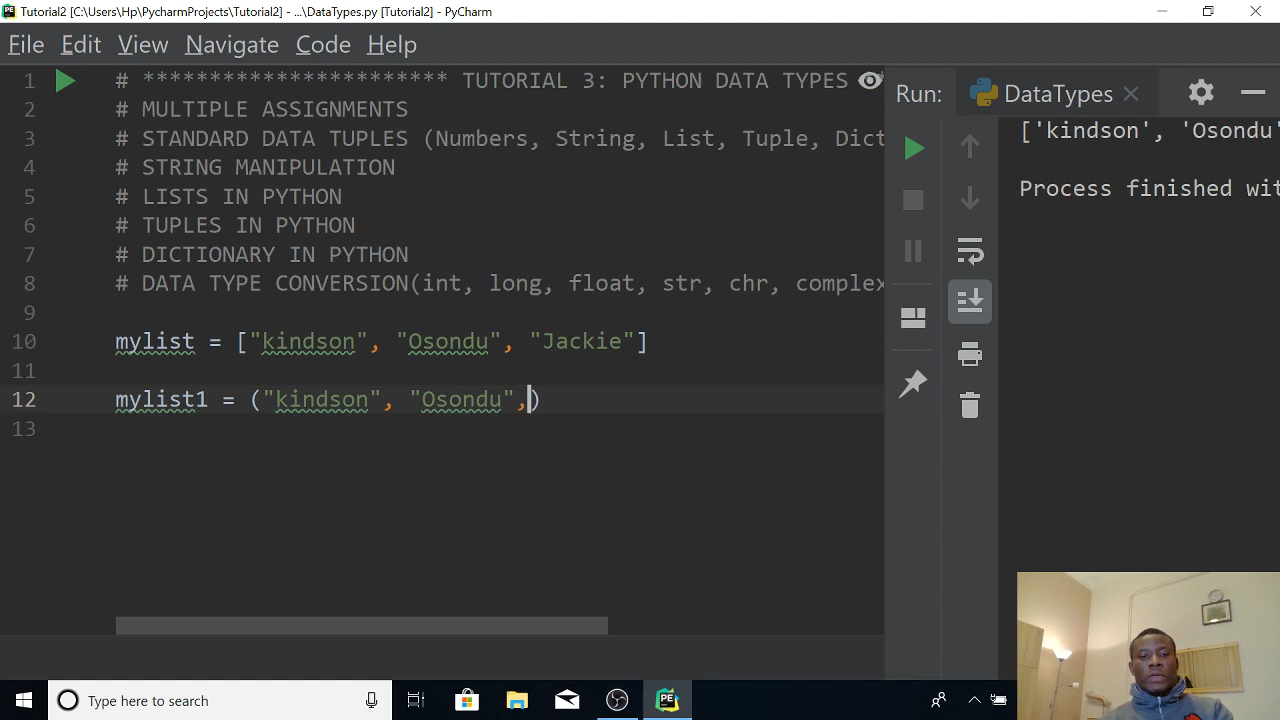 Tutorial2 [C:\Users\Hp\PycharmProjects\Tutorial2] - ...\DataTypes.py [Tutorial2] - PyCharm
File Edit View Navigate Code Help
1 # *********************** TUTORIAL 3: PYTHON DATA TYPES
2 # MULTIPLE ASSIGNMENTS
3 # STANDARD DATA TUPLES (Numbers, String, List, Tuple, Dict
4 # STRING MANIPULATION
5 # LISTS IN PYTHON
6 # TUPLES IN PYTHON
7 # DICTIONARY IN PYTHON
8 # DATA TYPE CONVERSION(int, long, float, str, chr, complex
9
10 mylist = ["kindson", "Osondu", "Jackie"]
11
12 mylist1 = ("kindson", "Osondu",)
13
Run: DataTypes
['kindson', 'Osondu'
Process finished wit
Type here to search